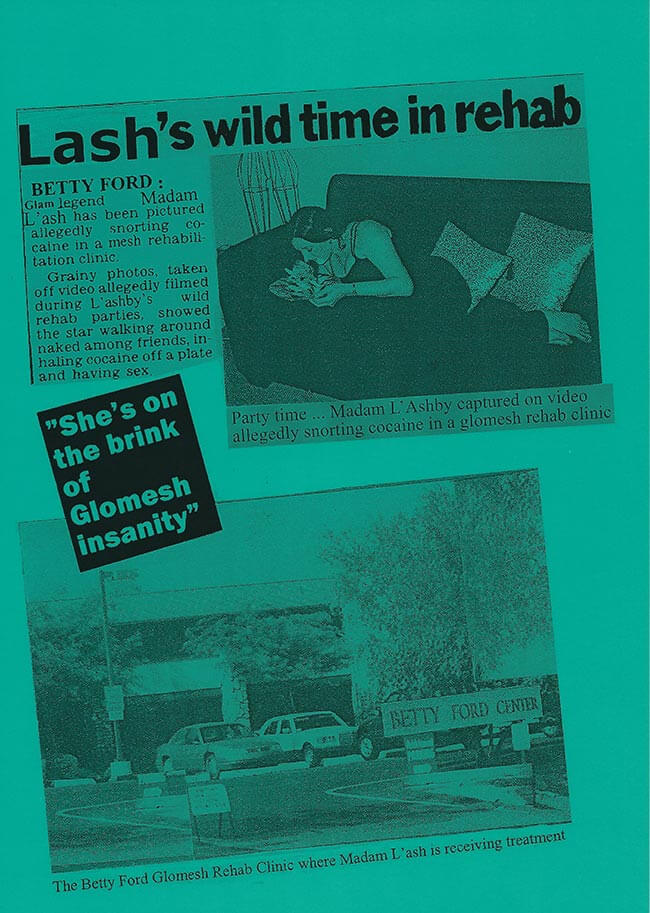 Lash's wild time in rehab
BETTY FORD :
Glam legend Madam
L'ash has been pictured
allegedly snorting co-
caine in a mesh rehabili-
tation clinic.
Grainy photos, taken
off video allegedly filmed
during L'ashby's wild
rehab parties, showed
the star walking around
naked among friends, in-
haling cocaine off a plate
and having sex.
Party time ... Madam L'Ashby captured on video
allegedly snorting cocaine in a glomesh rehab clinic
"She's on
the brink
of
Glomesh
insanity"
BETTY FORD CENTER
The Betty Ford Glomesh Rehab Clinic where Madam L'ash is receiving treatment